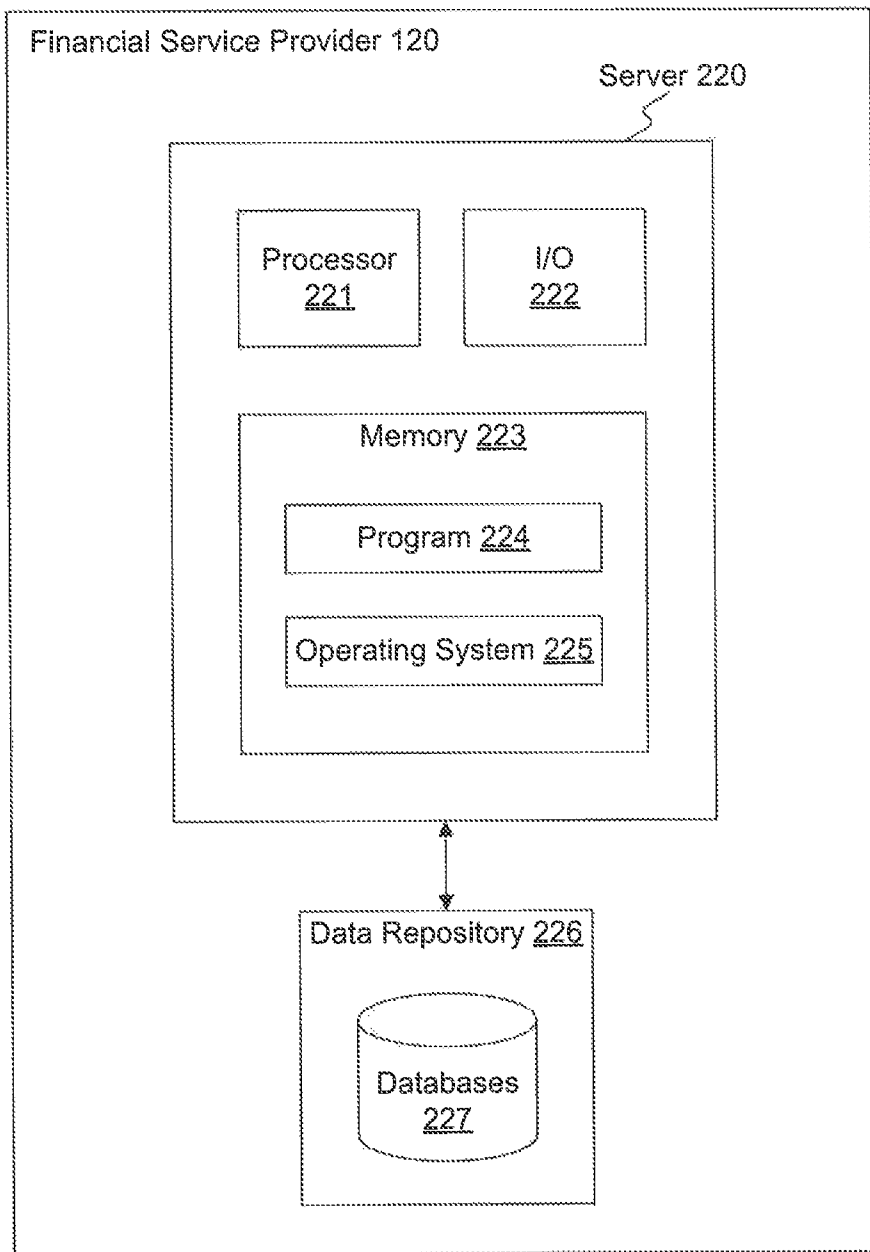 Financial Service Provider 120
Server 220
Processor
221
I/O
222
Memory 223
Program 224
Operating System 225
Data Repository 226
Databases
227